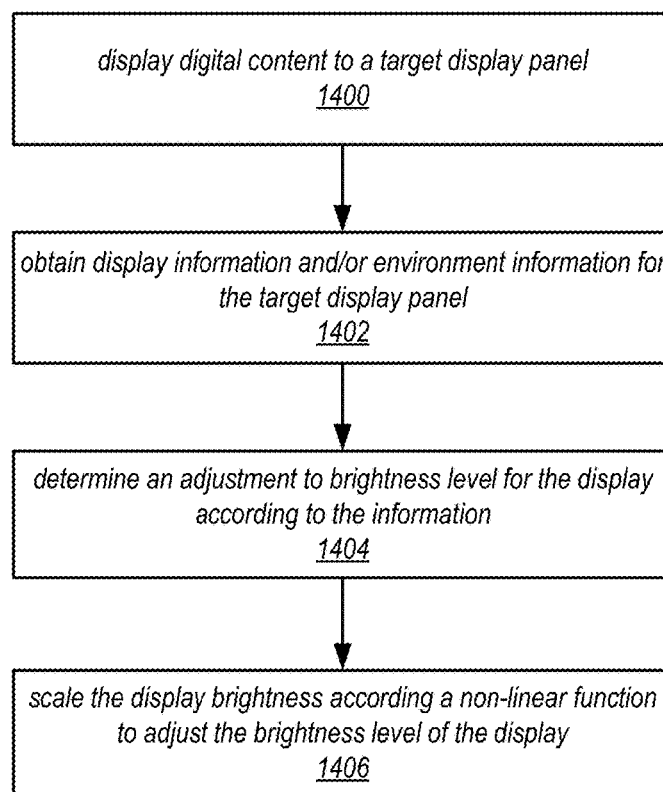 display digital content to a target display panel
1400
obtain display information and/or environment information for
the target display panel
1402
determine an adjustment to brightness level for the display
according to the information
1404
scale the display brightness according a non-linear function
to adjust the brightness level of the display
1406